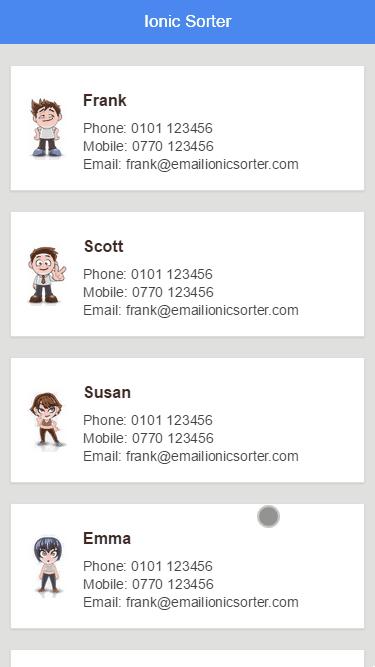 Ionic Sorter
Frank
Phone: 0101 123456
Mobile: 0770 123456
Email: frank@emailionicsorter.com
Scott
Phone: 0101 123456
Mobile: 0770 123456
Email: frank@emailionicsorter.com
Susan
Phone: 0101 123456
Mobile: 0770 123456
Email: frank@emailionicsorter.com
Emma
Phone: 0101 123456
Mobile: 0770 123456
Email: frank@emailionicsorter.com